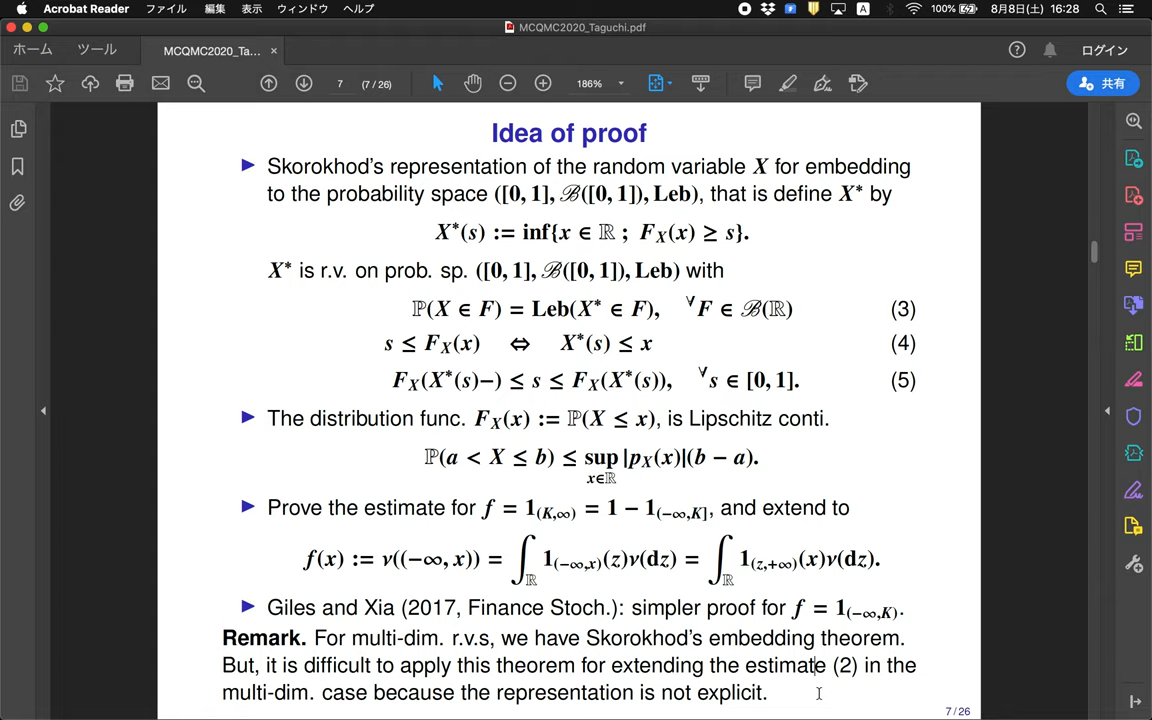 Acrobat Reader ファイル 編集 表示 ウィンドウ ヘルプ A 100% 8月8日(土) 16:28
MCQMC2020_Taguchi.pdf
ホーム ツール MCQMC2020_Ta... × ? ログイン
7 (7 / 26) 186% 共有
Idea of proof
▶ Skorokhod's representation of the random variable X for embedding
to the probability space ([0, 1], ℬ([0, 1]), Leb), that is define X* by
X*(s) := inf{x ∈ ℝ ; F_X(x) ≥ s}.
X* is r.v. on prob. sp. ([0, 1], ℬ([0, 1]), Leb) with
ℙ(X ∈ F) = Leb(X* ∈ F), ∀F ∈ ℬ(ℝ) (3)
s ≤ F_X(x) ⇔ X*(s) ≤ x (4)
F_X(X*(s)−) ≤ s ≤ F_X(X*(s)), ∀s ∈ [0, 1]. (5)
▶ The distribution func. F_X(x) := ℙ(X ≤ x), is Lipschitz conti.
ℙ(a < X ≤ b) ≤ sup_{x∈ℝ} |p_X(x)|(b − a).
▶ Prove the estimate for f = 1_{(K,∞)} = 1 − 1_{(−∞,K]}, and extend to
f(x) := ν((−∞, x)) = ∫_ℝ 1_{(−∞,x)}(z)ν(dz) = ∫_ℝ 1_{(z,+∞)}(x)ν(dz).
▶ Giles and Xia (2017, Finance Stoch.): simpler proof for f = 1_{(−∞,K)}.
Remark. For multi-dim. r.v.s, we have Skorokhod's embedding theorem.
But, it is difficult to apply this theorem for extending the estimate (2) in the
multi-dim. case because the representation is not explicit.
7 / 26